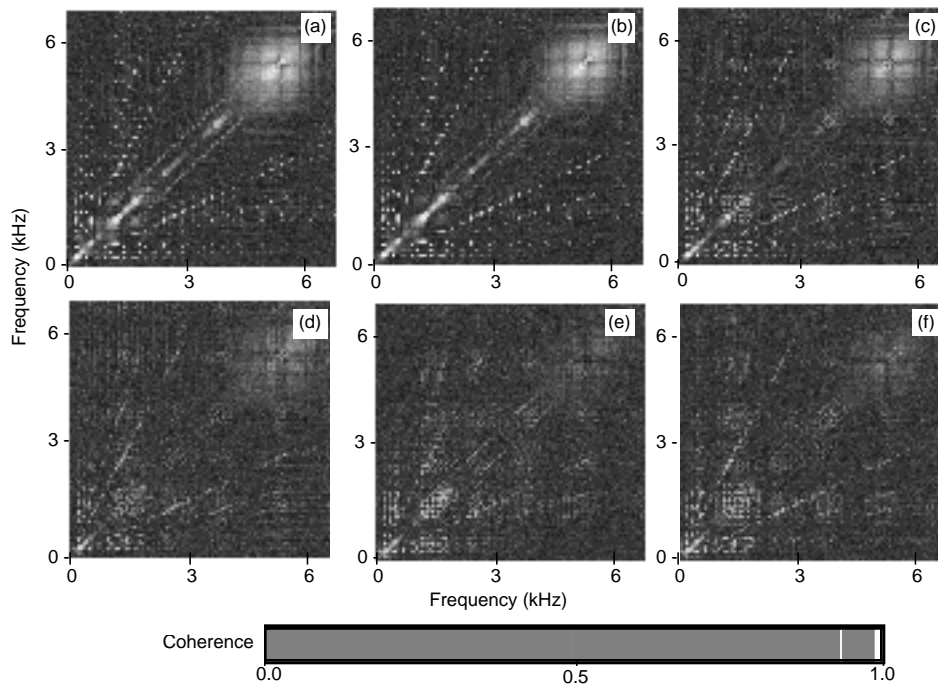 (a) (b) (c)
6 6 6
3 3 3
0 0 0
0 3 6 0 3 6 0 3 6
Frequency (kHz)
(d) (e) (f)
6 6 6
3 3 3
0 0 0
0 3 6 0 3 6 0 3 6
Frequency (kHz)
Coherence
0.0 0.5 1.0